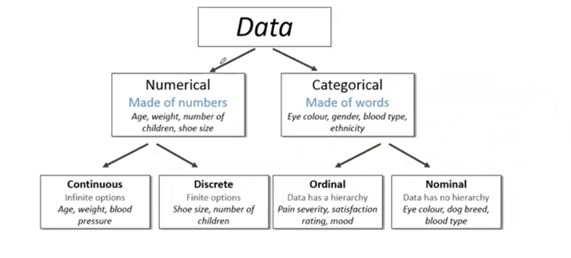 Data
Numerical
Made of numbers
Age, weight, number of
children, shoe size
Categorical
Made of words
Eye colour, gender, blood type,
ethnicity
Continuous
Infinite options
Age, weight, blood
pressure
Discrete
Finite options
Shoe size, number of
children
Ordinal
Data has a hierarchy
Pain severity, satisfaction
rating, mood
Nominal
Data has no hierarchy
Eye colour, dog breed,
blood type